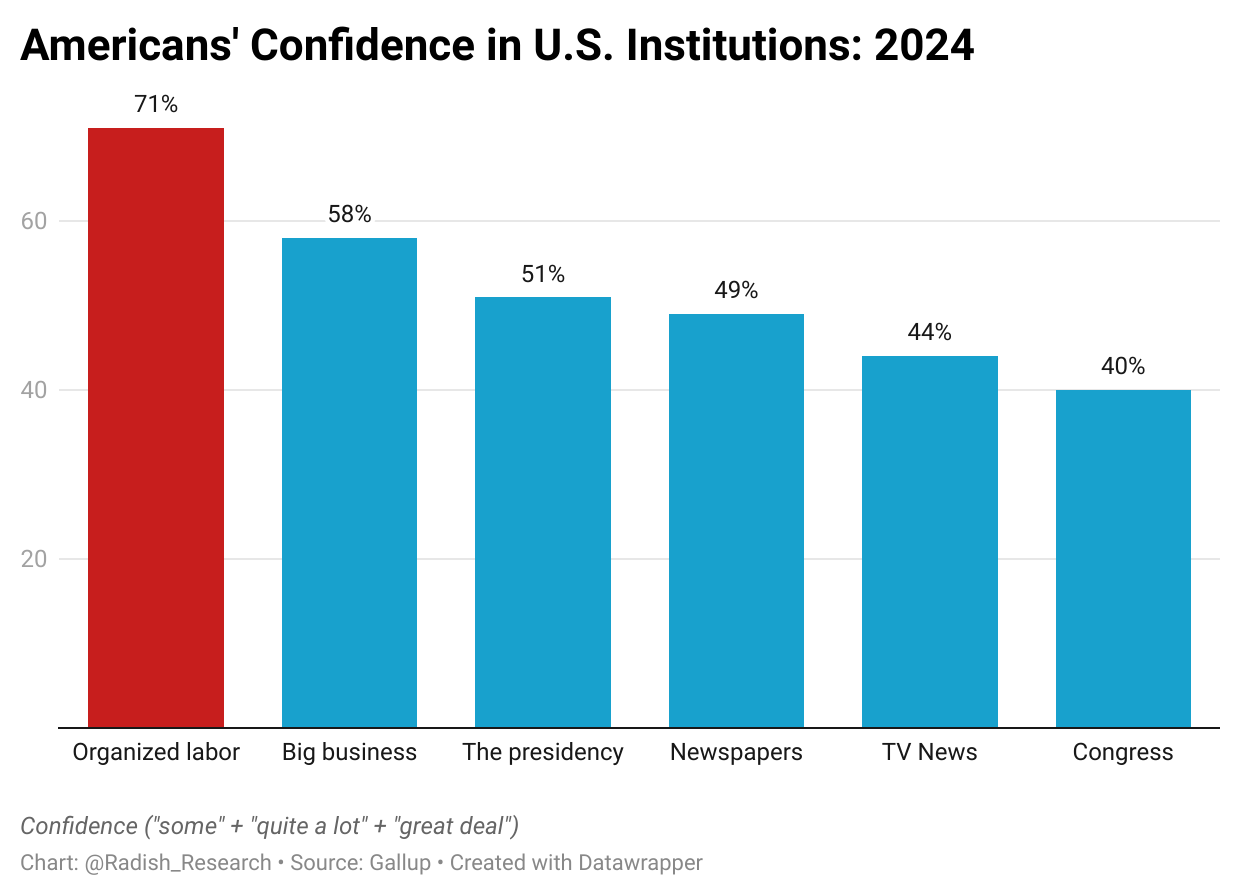 Americans' Confidence in U.S. Institutions: 2024
71%
58%
51%
49%
44%
40%
60
40
20
Organized labor Big business The presidency Newspapers TV News Congress
Confidence ("some" + "quite a lot" + "great deal")
Chart: @Radish_Research • Source: Gallup • Created with Datawrapper